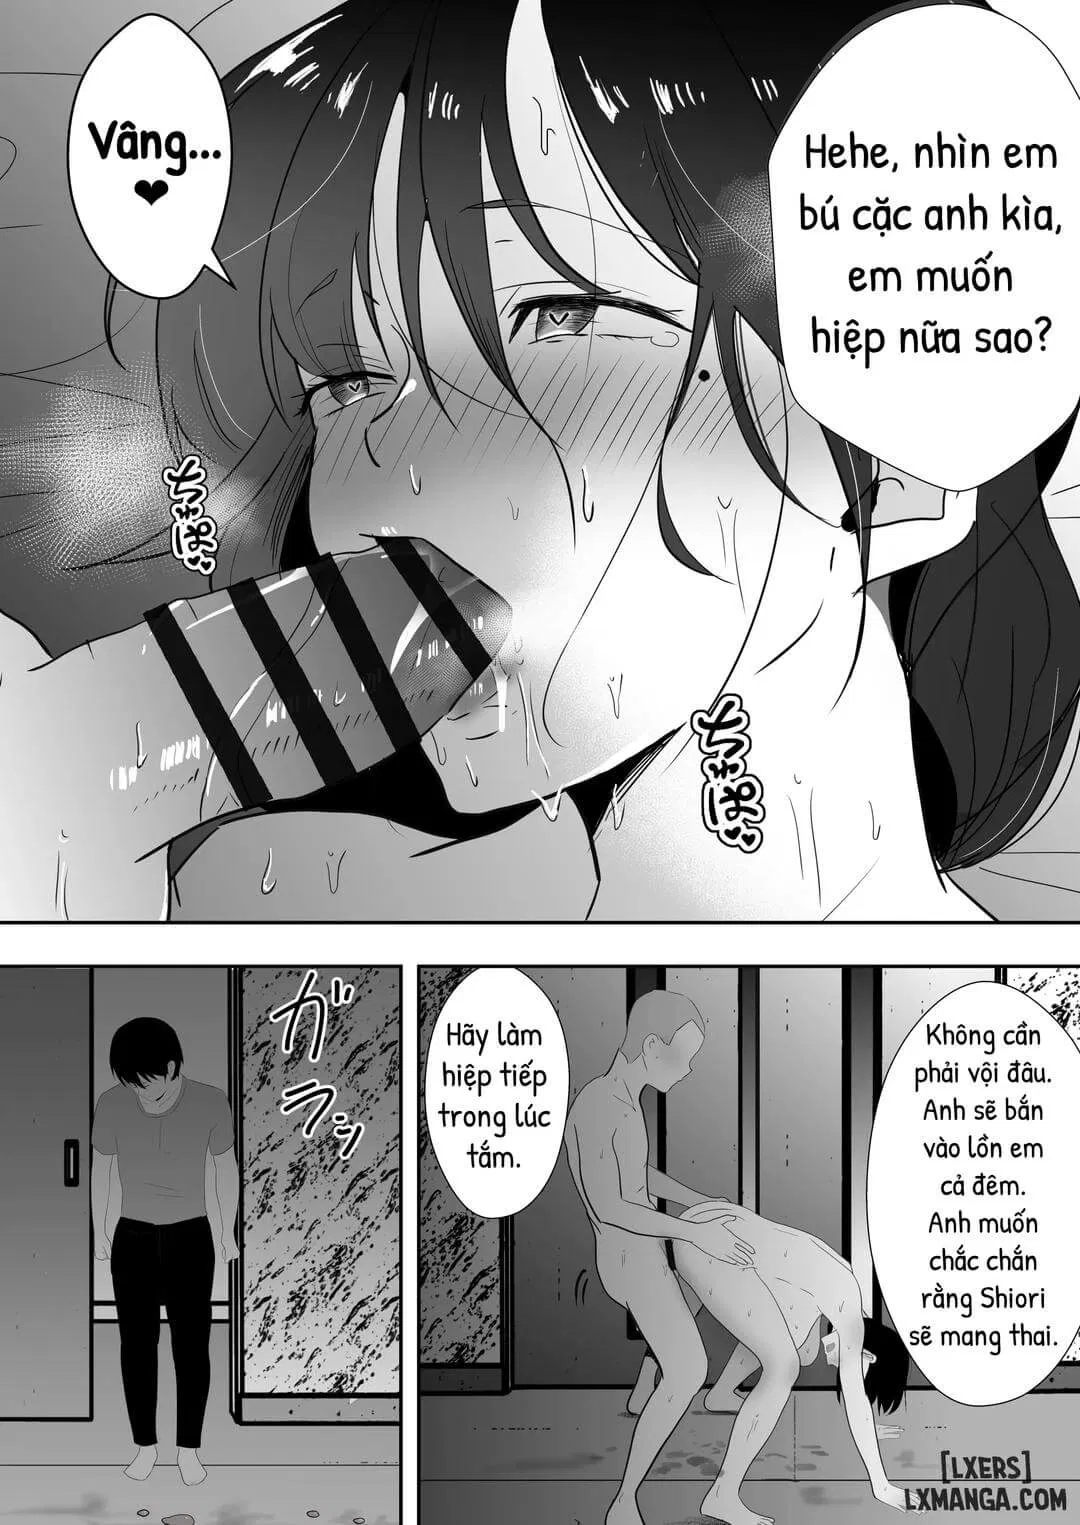 Hehe, nhìn em
bú cặc anh kìa,
em muốn
hiệp nữa sao?
Vâng...
❤
ちゅぽ♥♥
ちゅぽ♥♥
ガラッ
Hãy làm
hiệp tiếp
trong lúc
tắm.
Không cần
phải vội đâu.
Anh sẽ bắn
vào lồn em
cả đêm.
Anh muốn
chắc chắn
rằng Shiori
sẽ mang thai.
[LXERS]
LXMANGA.COM